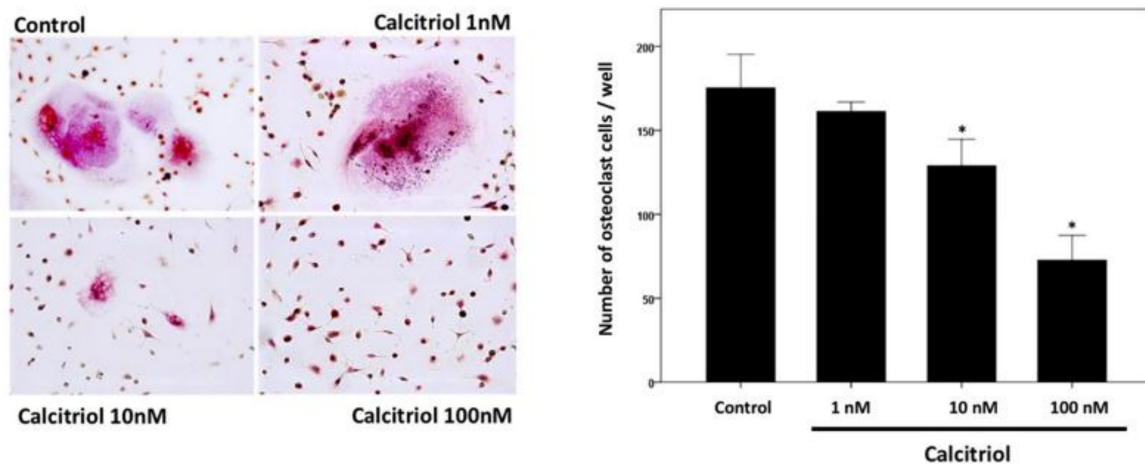 Control
Calcitriol 1nM
Calcitriol 10nM
Calcitriol 100nM
Number of osteoclast cells / well
200
150
100
50
0
*
*
Control
1 nM
10 nM
100 nM
Calcitriol